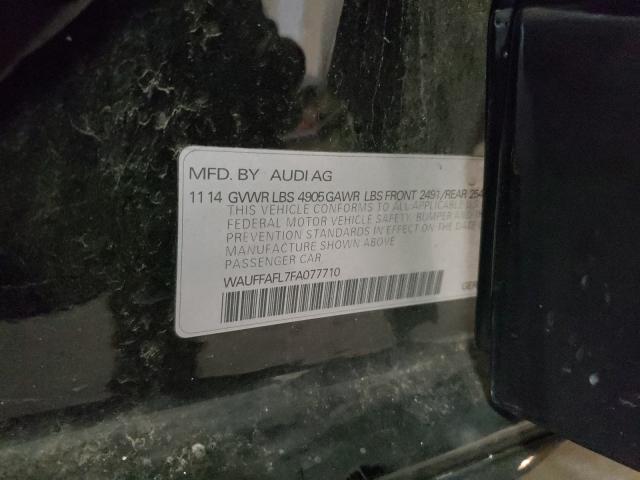 MFD. BY AUDI AG
11 14 GVWR LBS 4905 GAWR LBS FRONT 2491/REAR 254
THIS VEHICLE CONFORMS TO ALL APPLICABLE
FEDERAL MOTOR VEHICLE SAFETY, BUMPER AND
PREVENTION STANDARDS IN EFFECT ON THE DATE
MANUFACTURE SHOWN ABOVE
PASSENGER CAR
WAUFFAFL7FA077710